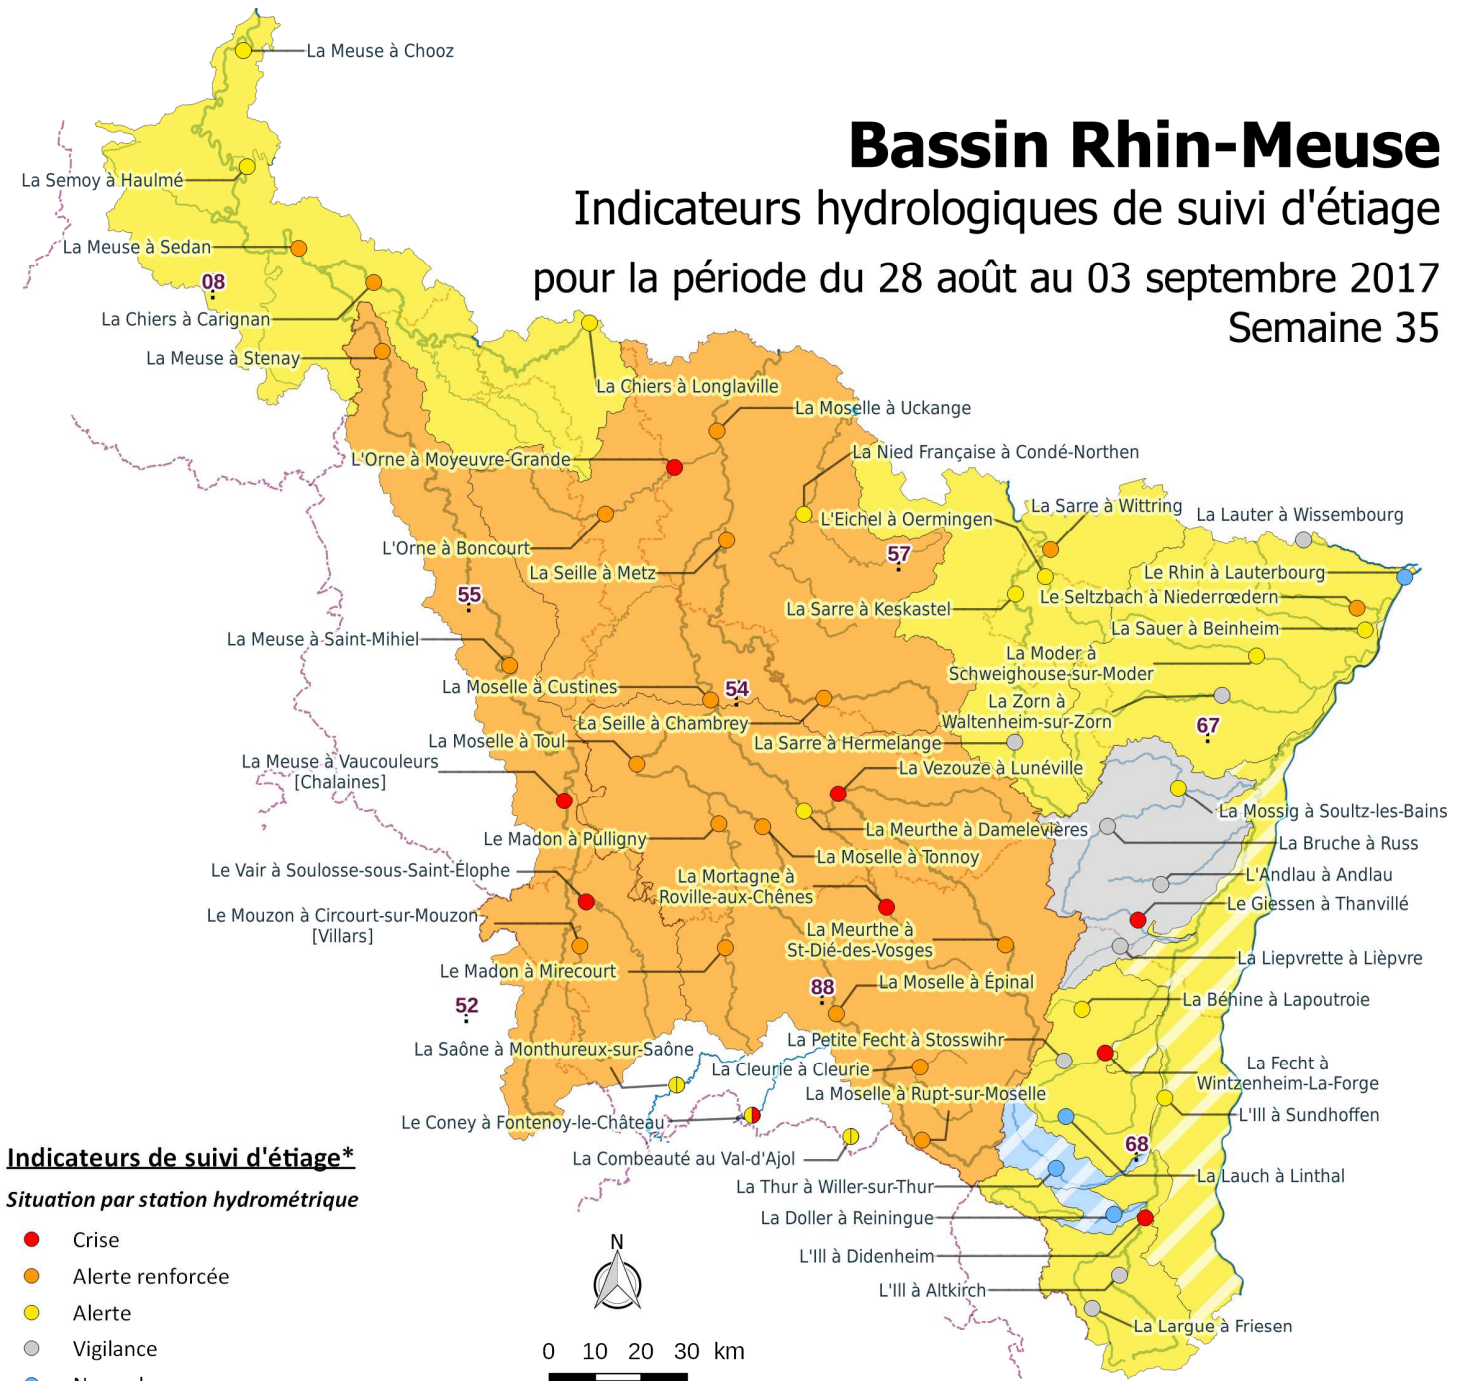 La Meuse à Chooz
Bassin Rhin-Meuse
Indicateurs hydrologiques de suivi d'étiage
pour la période du 28 août au 03 septembre 2017
Semaine 35
La Semoy à Haulmé
La Meuse à Sedan
08
La Chiers à Carignan
La Meuse à Stenay
La Chiers à Longlaville
La Moselle à Uckange
L'Orne à Moyeuvre-Grande
La Nied Française à Condé-Northen
La Sarre à Wittring
La Lauter à Wissembourg
L'Eichel à Oermingen
L'Orne à Boncourt
57
La Seille à Metz
Le Rhin à Lauterbourg
55
Le Seltzbach à Niederrœdern
La Sarre à Keskastel
La Sauer à Beinheim
La Meuse à Saint-Mihiel
La Moder à
Schweighouse-sur-Moder
La Moselle à Custines
54
La Zorn à
Waltenheim-sur-Zorn
La Seille à Chambrey
67
La Moselle à Toul
La Sarre à Hermelange
La Meuse à Vaucouleurs
[Chalaines]
La Vezouze à Lunéville
La Mossig à Soultz-les-Bains
La Meurthe à Damelevières
Le Madon à Pulligny
La Bruche à Russ
La Moselle à Tonnoy
Le Vair à Soulosse-sous-Saint-Élophe
La Mortagne à
Roville-aux-Chênes
L'Andlau à Andlau
Le Giessen à Thanvillé
Le Mouzon à Circourt-sur-Mouzon
[Villars]
La Meurthe à
St-Dié-des-Vosges
La Liepvrette à Lièpvre
Le Madon à Mirecourt
88
La Moselle à Épinal
52
La Béhine à Lapoutroie
La Petite Fecht à Stosswihr
La Saône à Monthureux-sur-Saône
La Cleurie à Cleurie
La Fecht à
Wintzenheim-La-Forge
La Moselle à Rupt-sur-Moselle
Le Coney à Fontenoy-le-Château
L'Ill à Sundhoffen
68
La Combeauté au Val-d'Ajol
La Lauch à Linthal
La Thur à Willer-sur-Thur
La Doller à Reiningue
L'Ill à Didenheim
L'Ill à Altkirch
La Largue à Friesen
Indicateurs de suivi d'étiage*
Situation par station hydrométrique
Crise
Alerte renforcée
Alerte
Vigilance
N
0 10 20 30 km